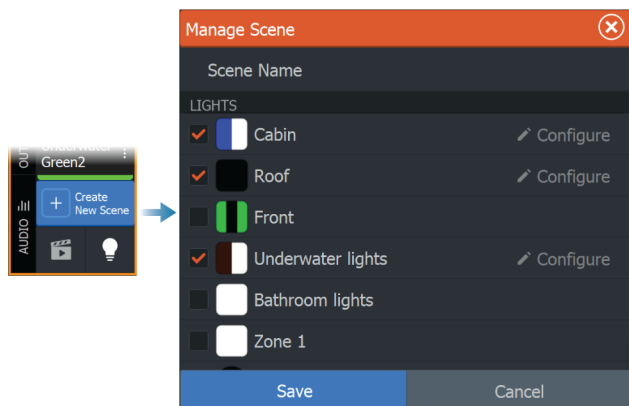 OUT
Underwater
Green2
Create
New Scene
AUDIO
Manage Scene
Scene Name
LIGHTS
Cabin
Configure
Roof
Configure
Front
Underwater lights
Configure
Bathroom lights
Zone 1
Save
Cancel